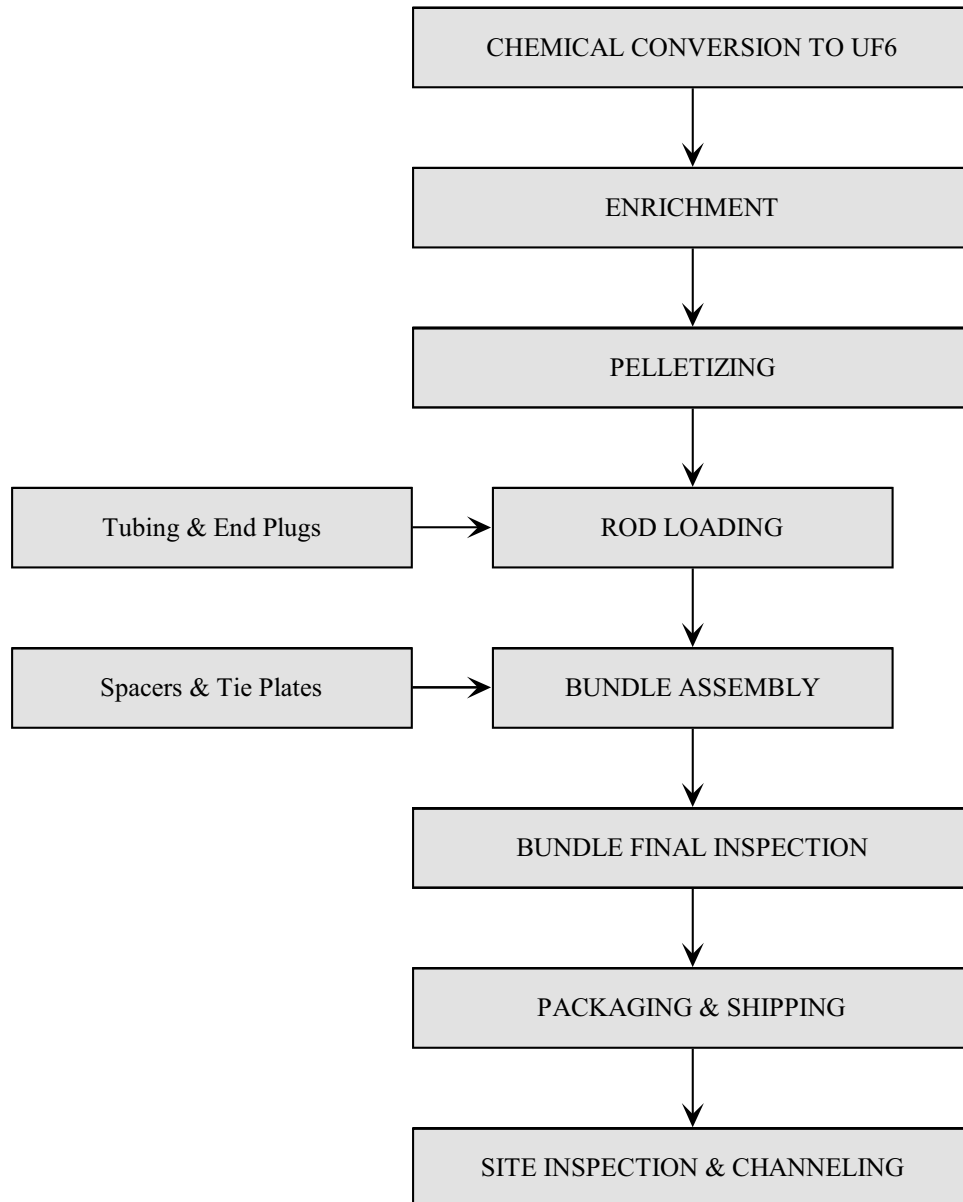 CHEMICAL CONVERSION TO UF6
ENRICHMENT
PELLETIZING
Tubing & End Plugs
ROD LOADING
Spacers & Tie Plates
BUNDLE ASSEMBLY
BUNDLE FINAL INSPECTION
PACKAGING & SHIPPING
SITE INSPECTION & CHANNELING